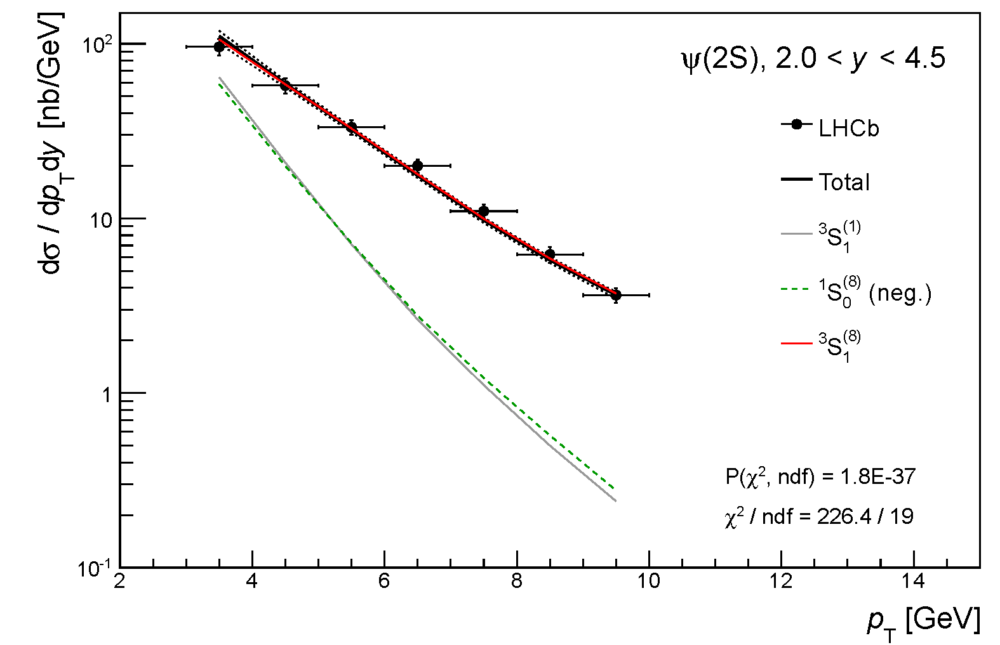 dσ / dp_T dy [nb/GeV]
ψ(2S), 2.0 < y < 4.5
LHCb
Total
³S₁⁽¹⁾
¹S₀⁽⁸⁾ (neg.)
³S₁⁽⁸⁾
P(χ², ndf) = 1.8E-37
χ² / ndf = 226.4 / 19
10²
10
1
10⁻¹
2 4 6 8 10 12 14
p_T [GeV]